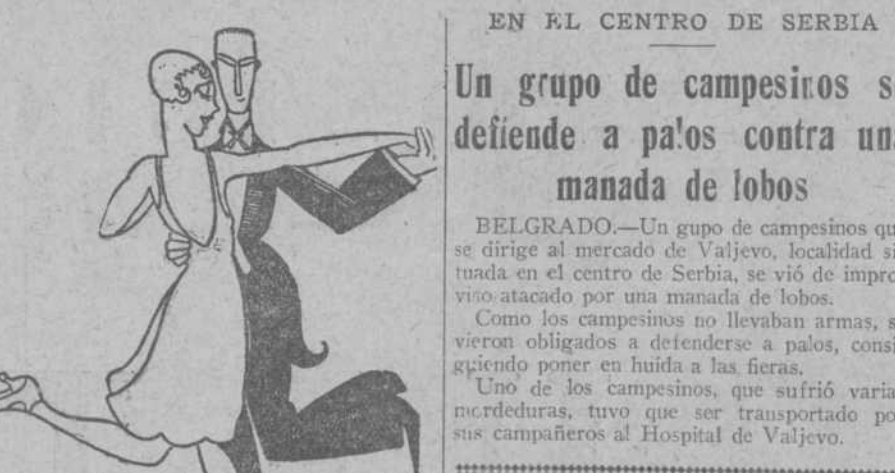 EN EL CENTRO DE SERBIA
Un grupo de campesinos s
defiende a palos contra una
manada de lobos
BELGRADO.—Un gupo de campesinos qu
se dirige al mercado de Valjevo, localidad si
tuada en el centro de Serbia, se vió de impro
viso atacado por una manada de lobos.
Como los campesinos no llevaban armas, s
vieron obligados a defenderse a palos, consi
guiendo poner en huída a las fieras.
Uno de los campesinos, que sufrió varia
mordeduras, tuvo que ser transportado po
sus campañeros al Hospital de Valjevo.